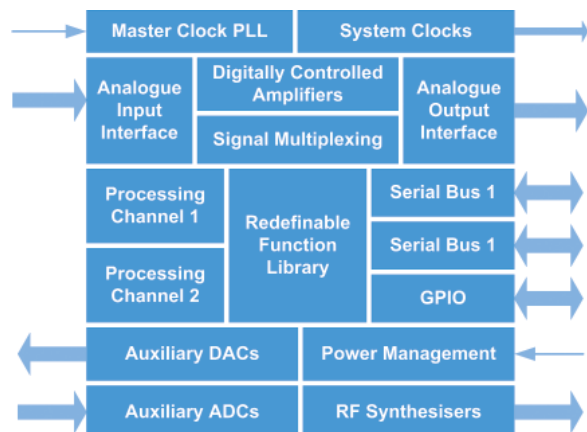 Master Clock PLL
System Clocks
Analogue
Input
Interface
Digitally Controlled
Amplifiers
Signal Multiplexing
Analogue
Output
Interface
Processing
Channel 1
Processing
Channel 2
Redefinable
Function
Library
Serial Bus 1
Serial Bus 1
GPIO
Auxiliary DACs
Power Management
Auxiliary ADCs
RF Synthesisers